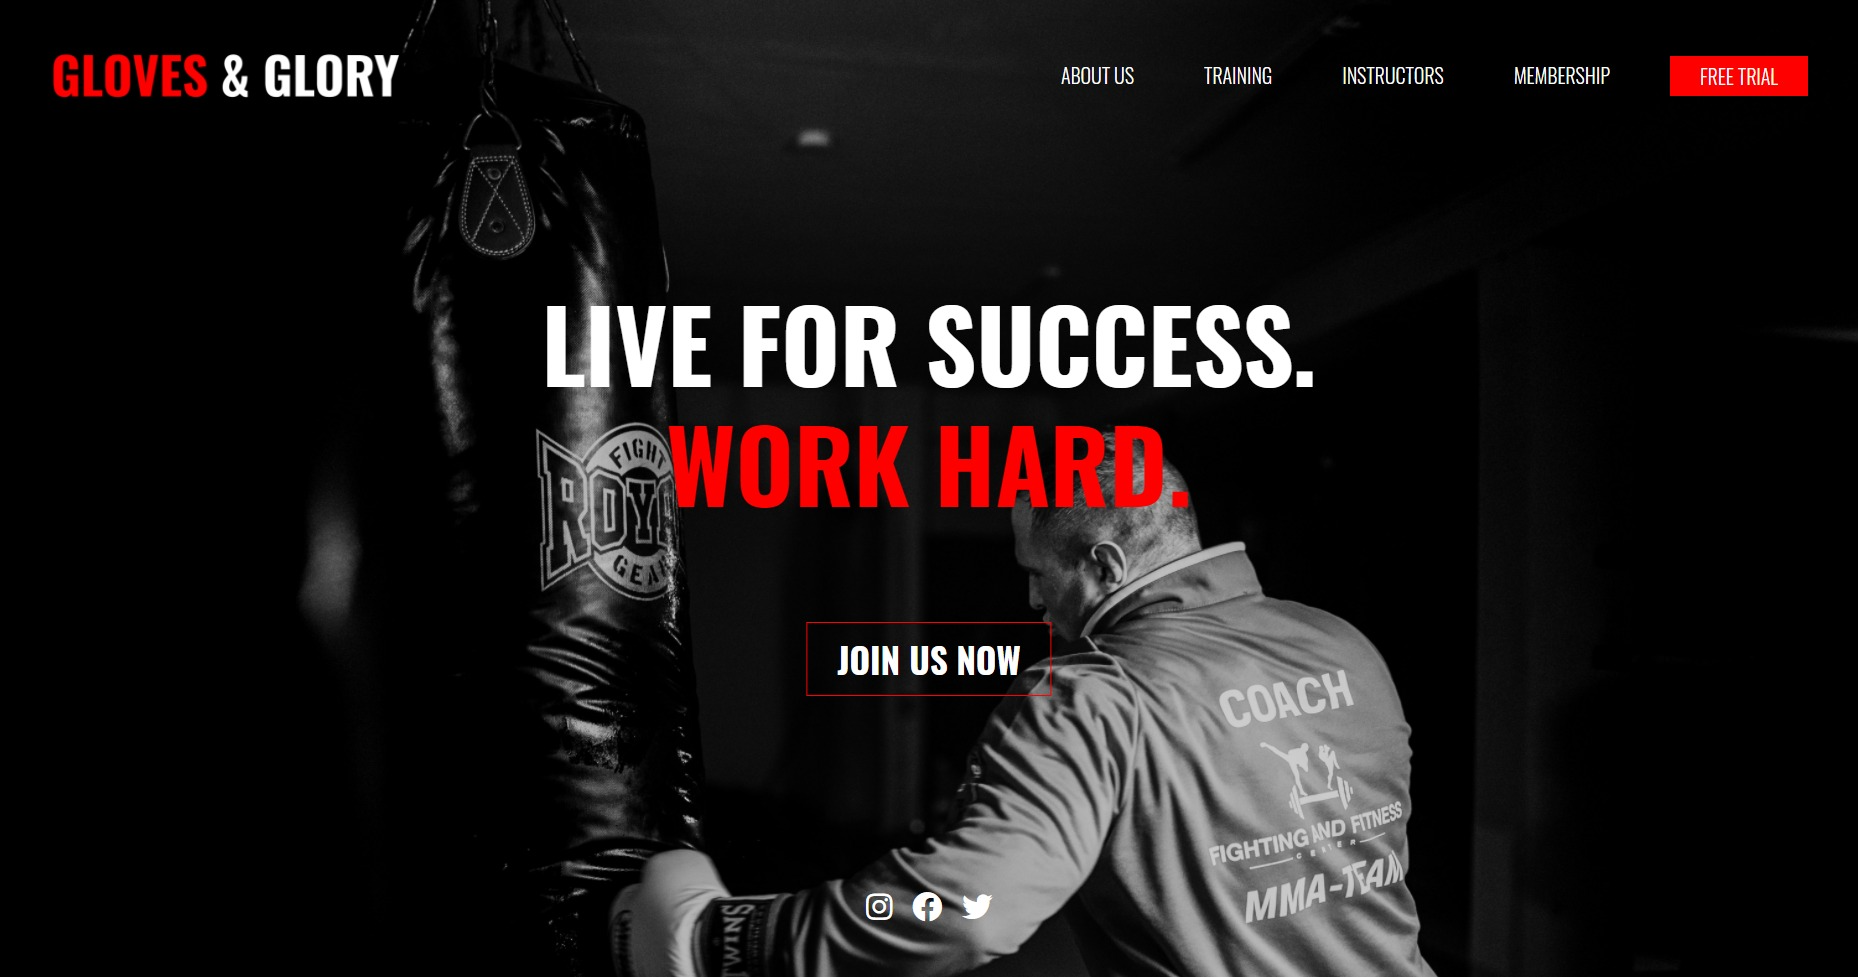 GLOVES & GLORY
ABOUT US
TRAINING
INSTRUCTORS
MEMBERSHIP
FREE TRIAL
LIVE FOR SUCCESS.
WORK HARD.
FIGHT
GEAR
JOIN US NOW
COACH
FIGHTING AND FITNESS
CENTER
MMA-TEAM
TWINS